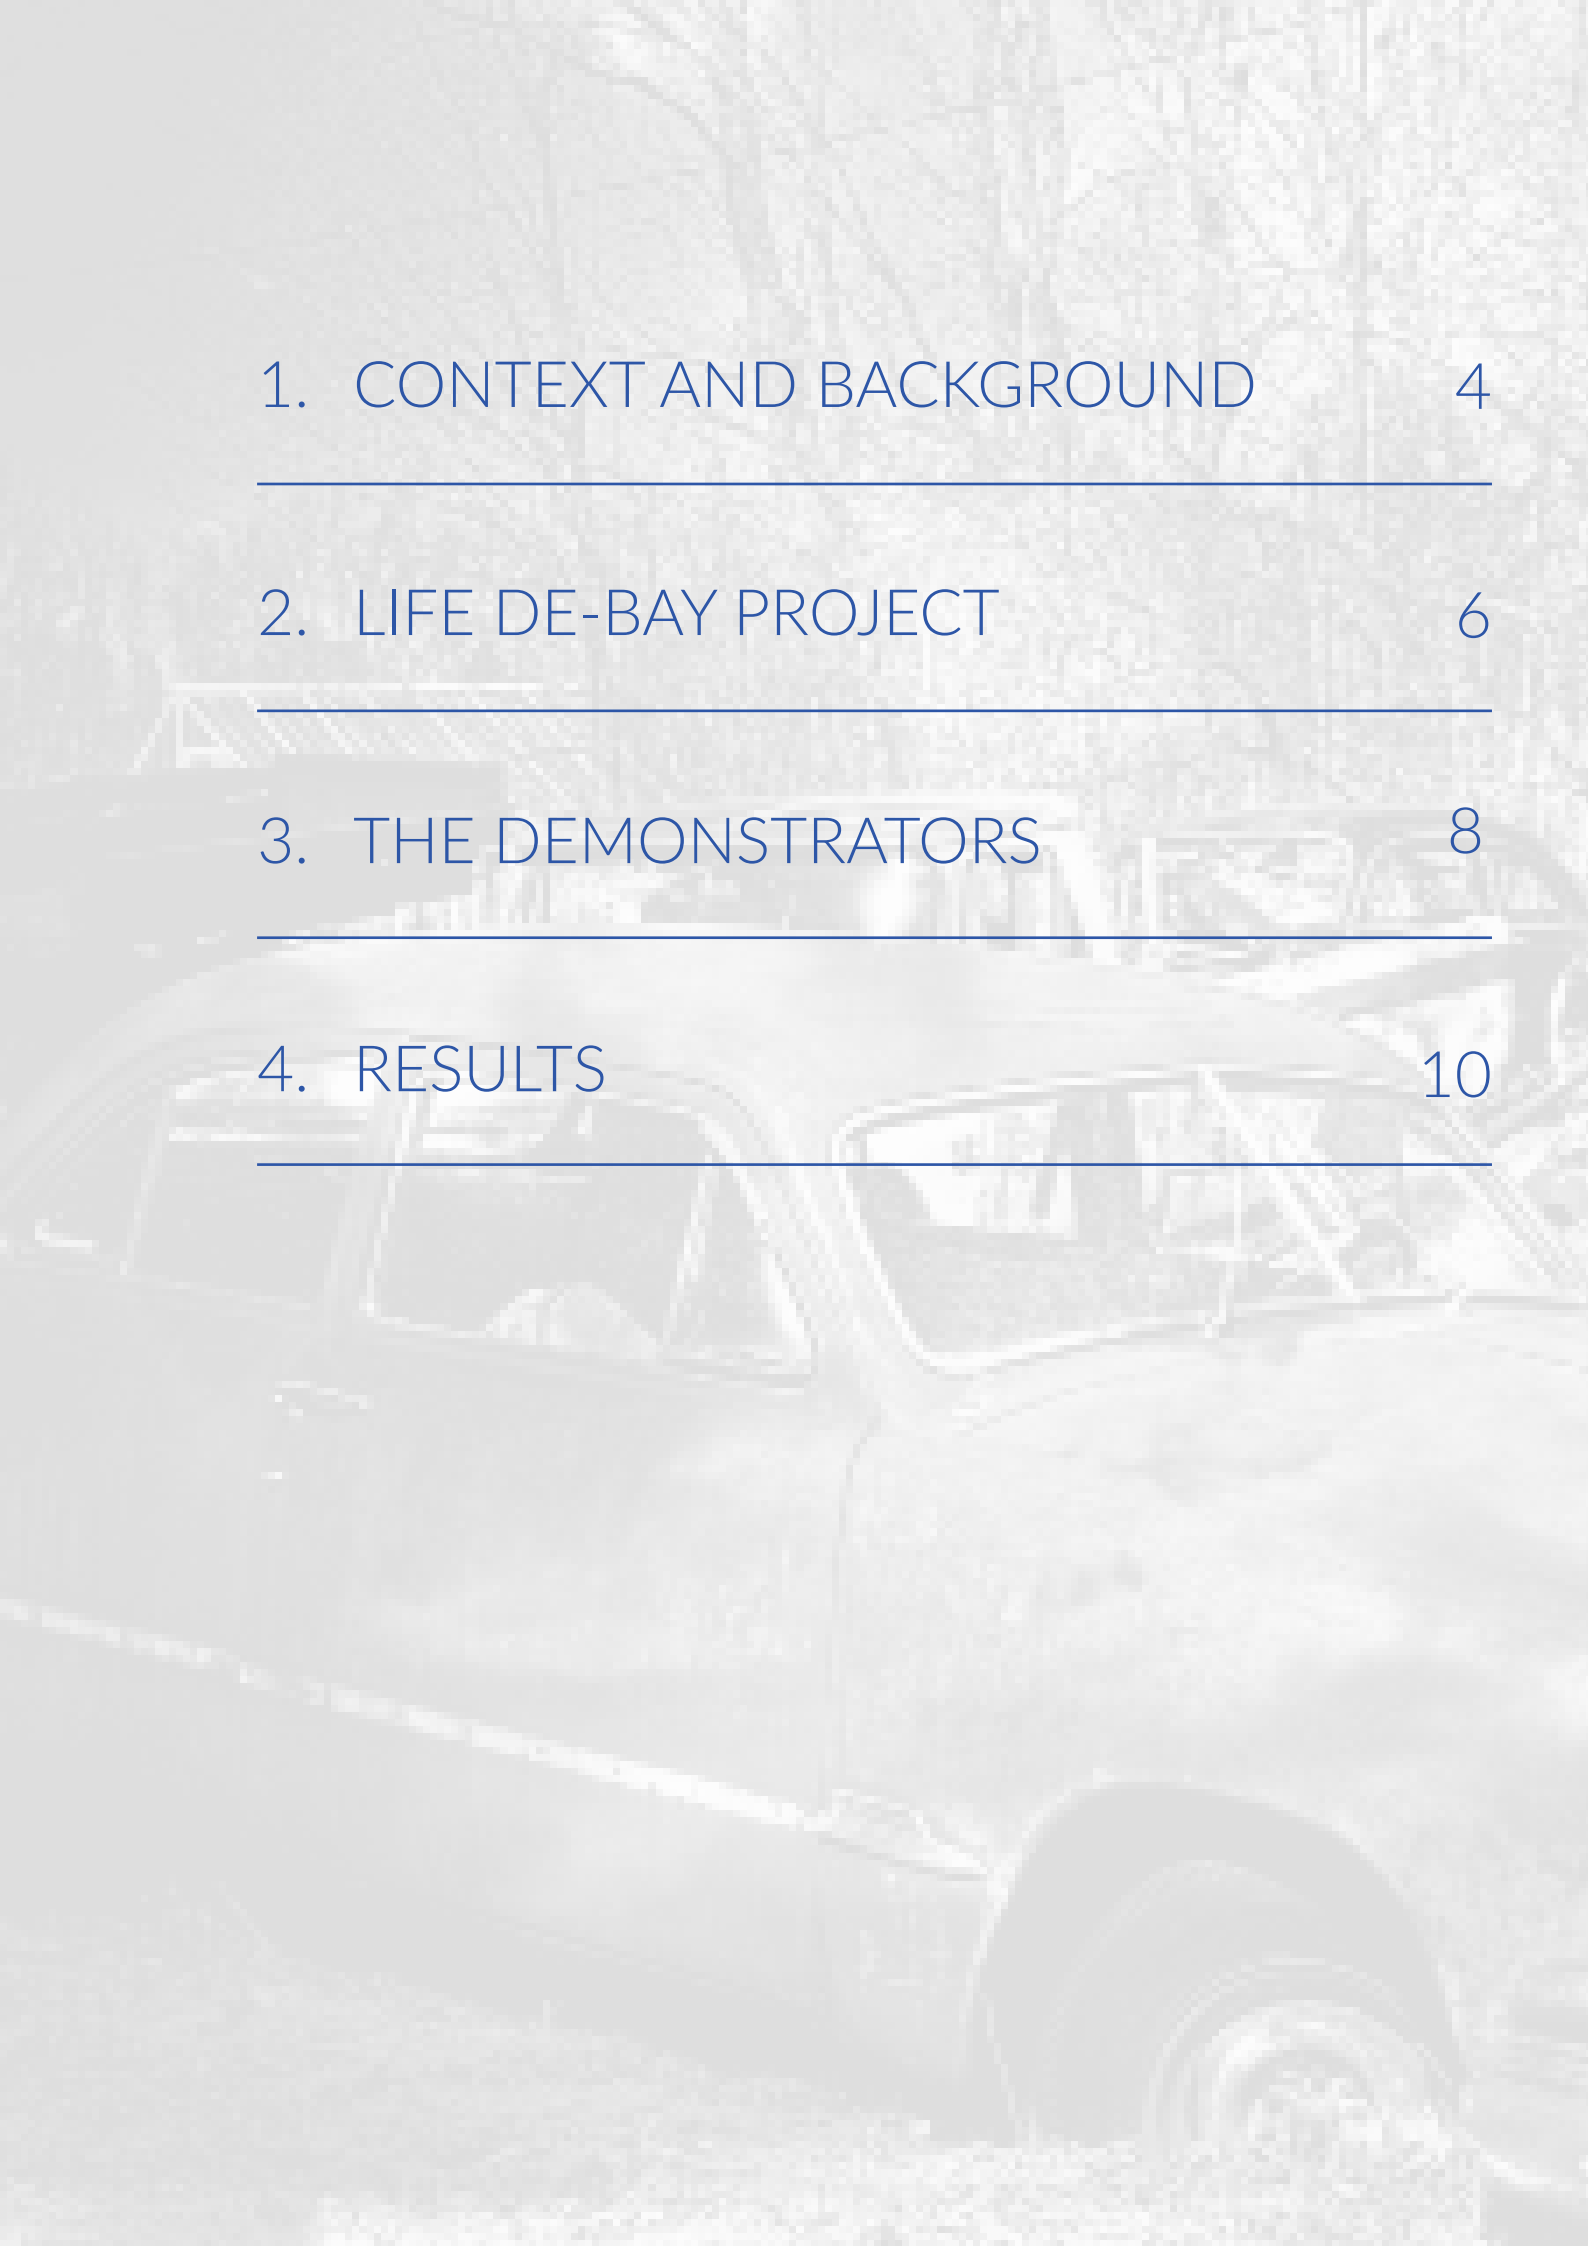 1. CONTEXT AND BACKGROUND 4
2. LIFE DE-BAY PROJECT 6
3. THE DEMONSTRATORS 8
4. RESULTS 10